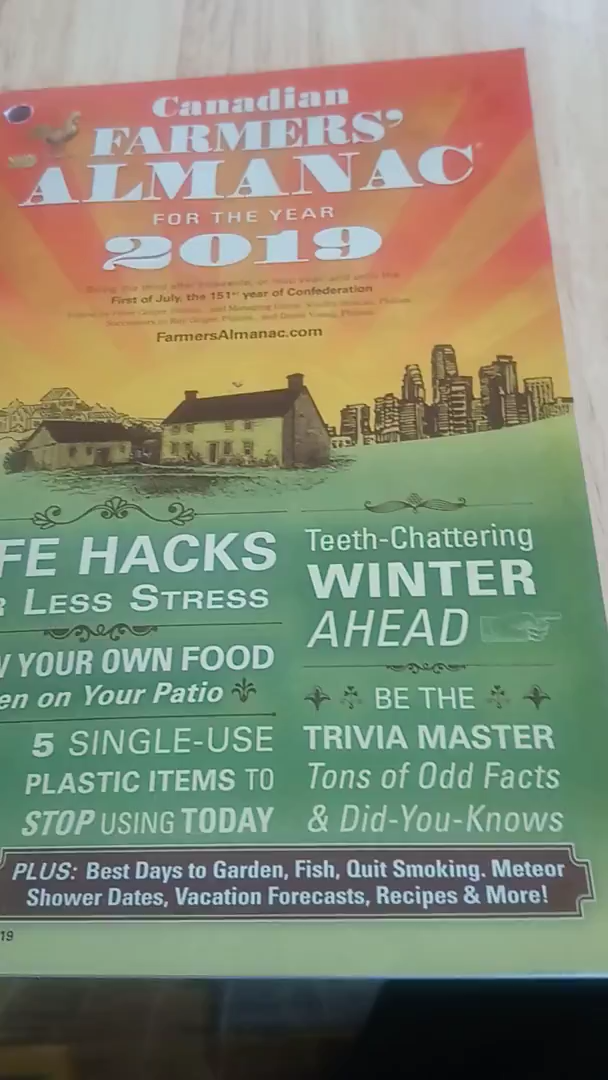 Canadian
FARMERS'
ALMANAC
FOR THE YEAR
2019
First of July, the 151st year of Confederation
FarmersAlmanac.com
FE HACKS
R LESS STRESS
W YOUR OWN FOOD
en on Your Patio
5 SINGLE-USE
PLASTIC ITEMS TO
STOP USING TODAY
Teeth-Chattering
WINTER
AHEAD
BE THE
TRIVIA MASTER
Tons of Odd Facts
& Did-You-Knows
PLUS: Best Days to Garden, Fish, Quit Smoking. Meteor
Shower Dates, Vacation Forecasts, Recipes & More!
19